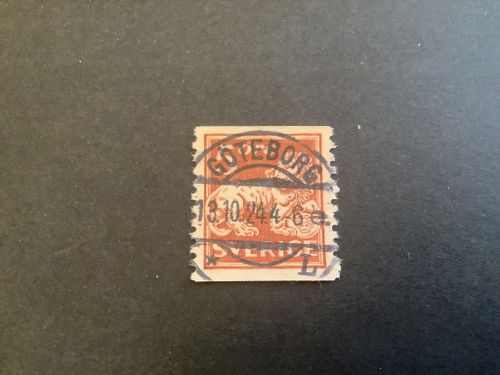 GÖTEBORG
13.10.24.4-6 e
* L
SVERIGE